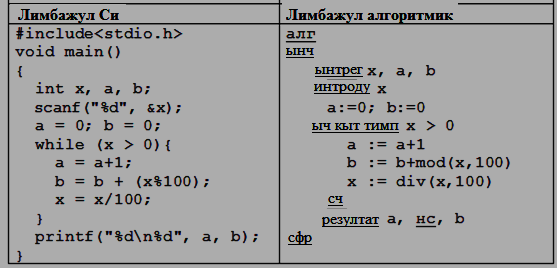 Лимбажул Си
#include<stdio.h>
void main()
{
int x, a, b;
scanf("%d", &x);
a = 0; b = 0;
while (x > 0){
a = a+1;
b = b + (x%100);
x = x/100;
}
printf("%d\n%d", a, b);
}
Лимбажул алгоритмик
алг
ынч
ынтрег x, a, b
интроду x
a:=0; b:=0
ыч кыт тимп x > 0
a := a+1
b := b+mod(x,100)
x := div(x,100)
сч
резултат a, нс, b
сфр